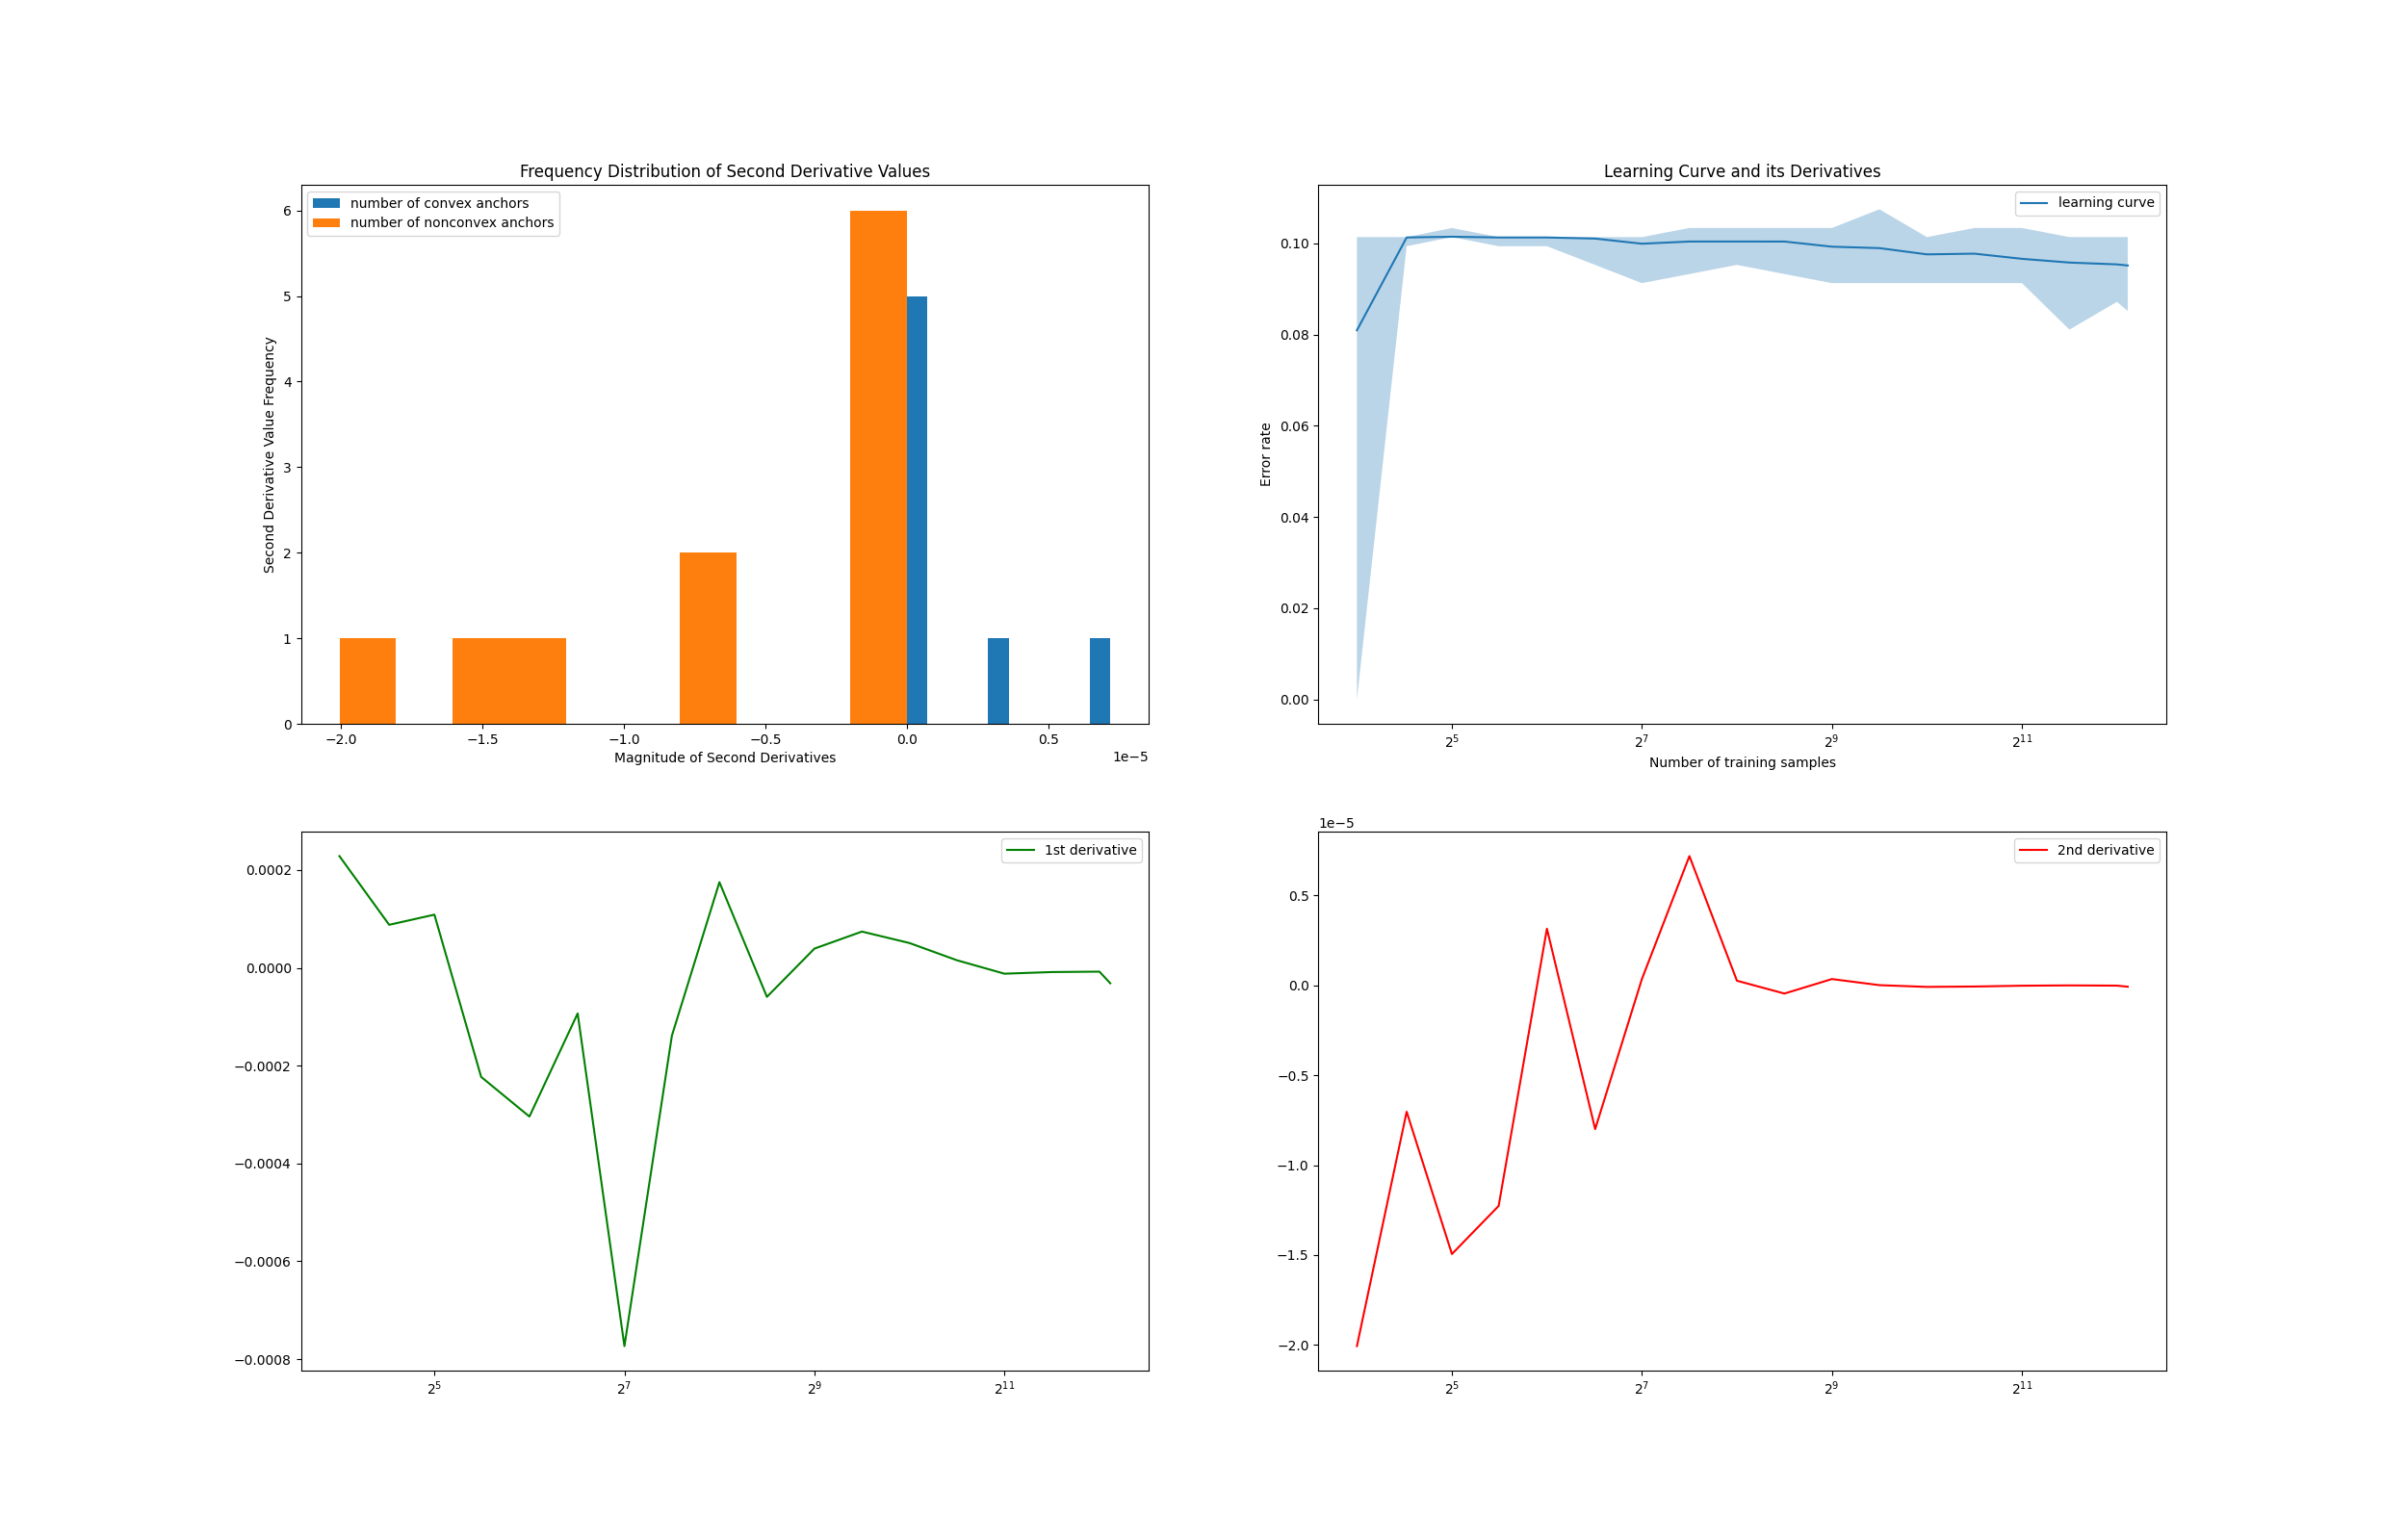 Frequency Distribution of Second Derivative Values
number of convex anchors
number of nonconvex anchors
Second Derivative Value Frequency
6
5
4
3
2
1
0
−2.0 −1.5 −1.0 −0.5 0.0 0.5
1e−5
Magnitude of Second Derivatives
Learning Curve and its Derivatives
learning curve
Error rate
0.10
0.08
0.06
0.04
0.02
0.00
2^5 2^7 2^9 2^11
Number of training samples
1st derivative
0.0002
0.0000
−0.0002
−0.0004
−0.0006
−0.0008
2^5 2^7 2^9 2^11
1e−5
2nd derivative
0.5
0.0
−0.5
−1.0
−1.5
−2.0
2^5 2^7 2^9 2^11